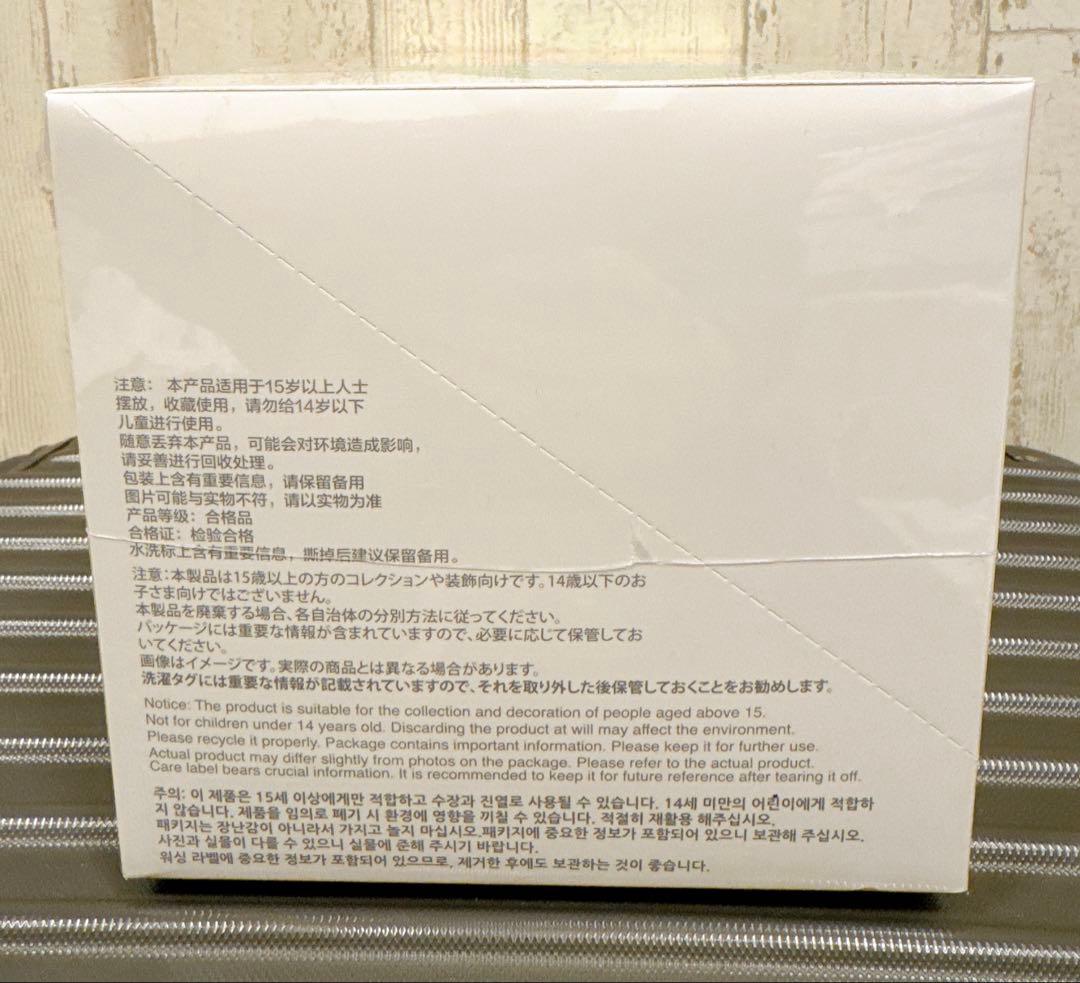 注意： 本产品适用于15岁以上人士
摆放，收藏使用，请勿给14岁以下
儿童进行使用。
随意丢弃本产品，可能会对环境造成影响，
请妥善进行回收处理。
包装上含有重要信息，请保留备用
图片可能与实物不符，请以实物为准
产品等级：合格品
合格证：检验合格
水洗标上含有重要信息，撕掉后建议保留备用。
注意：本製品は15歳以上の方のコレクションや装飾向けです。14歳以下のお
子さま向けではございません。
本製品を廃棄する場合、各自治体の分別方法に従ってください。
パッケージには重要な情報が含まれていますので、必要に応じて保管してお
いてください。
画像はイメージです。実際の商品とは異なる場合があります。
洗濯タグには重要な情報が記載されていますので、それを取り外した後保管しておくことをお勧めします。
Notice: The product is suitable for the collection and decoration of people aged above 15.
Not for children under 14 years old. Discarding the product at will may affect the environment.
Please recycle it properly. Package contains important information. Please keep it for further use.
Actual product may differ slightly from photos on the package. Please refer to the actual product.
Care label bears crucial information. It is recommended to keep it for future reference after tearing it off.
주의: 이 제품은 15세 이상에게만 적합하고 수장과 진열로 사용될 수 있습니다. 14세 미만의 어린이에게 적합하
지 않습니다. 제품을 임의로 폐기 시 환경에 영향을 끼칠 수 있습니다. 적절히 재활용 해주십시오.
패키지는 장난감이 아니라서 가지고 놀지 마십시오.패키지에 중요한 정보가 포함되어 있으니 보관해 주십시오.
사진과 실물이 다를 수 있으니 실물에 준해 주시기 바랍니다.
워싱 라벨에 중요한 정보가 포함되어 있으므로, 제거한 후에도 보관하는 것이 좋습니다.